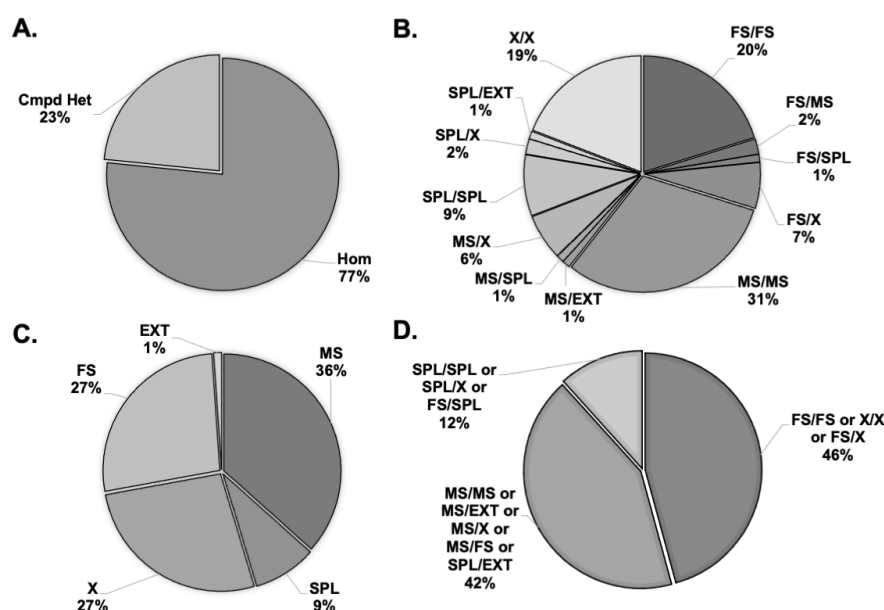 A.
Cmpd Het
23%
Hom
77%
B.
X/X
19%
FS/FS
20%
SPL/EXT
1%
FS/MS
2%
SPL/X
2%
FS/SPL
1%
SPL/SPL
9%
FS/X
7%
MS/X
6%
MS/SPL
1%
MS/EXT
1%
MS/MS
31%
C.
EXT
1%
MS
36%
FS
27%
X
27%
SPL
9%
D.
SPL/SPL or
SPL/X or
FS/SPL
12%
FS/FS or X/X
or FS/X
46%
MS/MS or
MS/EXT or
MS/X or
MS/FS or
SPL/EXT
42%